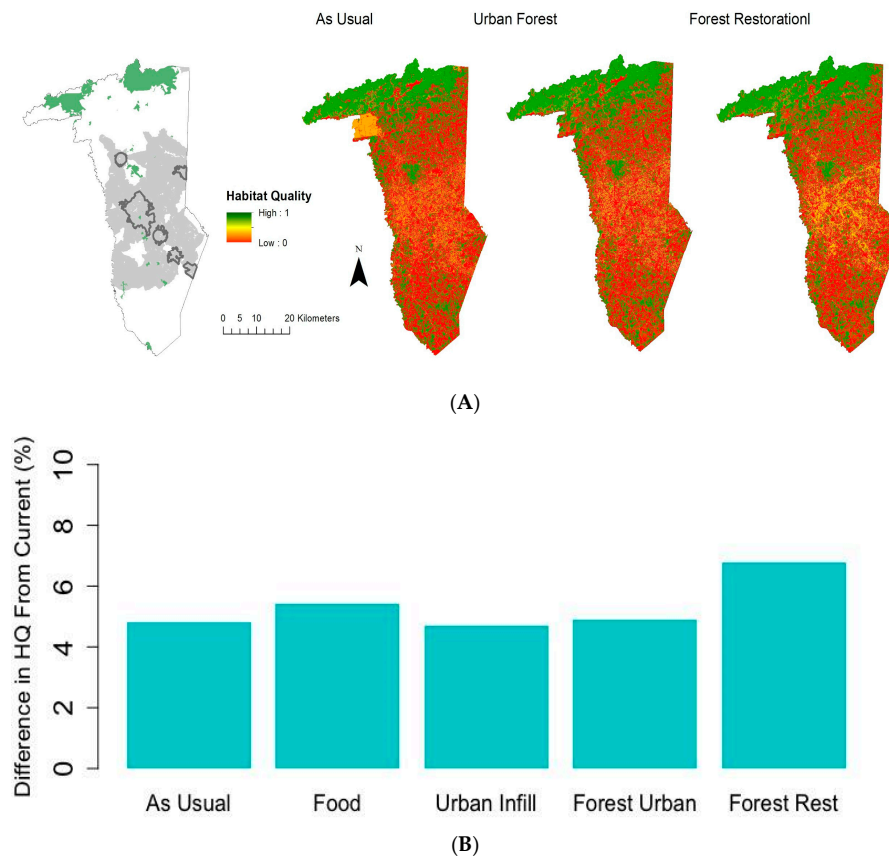 As Usual Urban Forest Forest Restorationl
Habitat Quality
High : 1
Low : 0
N
0 5 10 20 Kilometers
(A)
Difference in HQ From Current (%)
10
8
6
4
2
0
As Usual Food Urban Infill Forest Urban Forest Rest
(B)